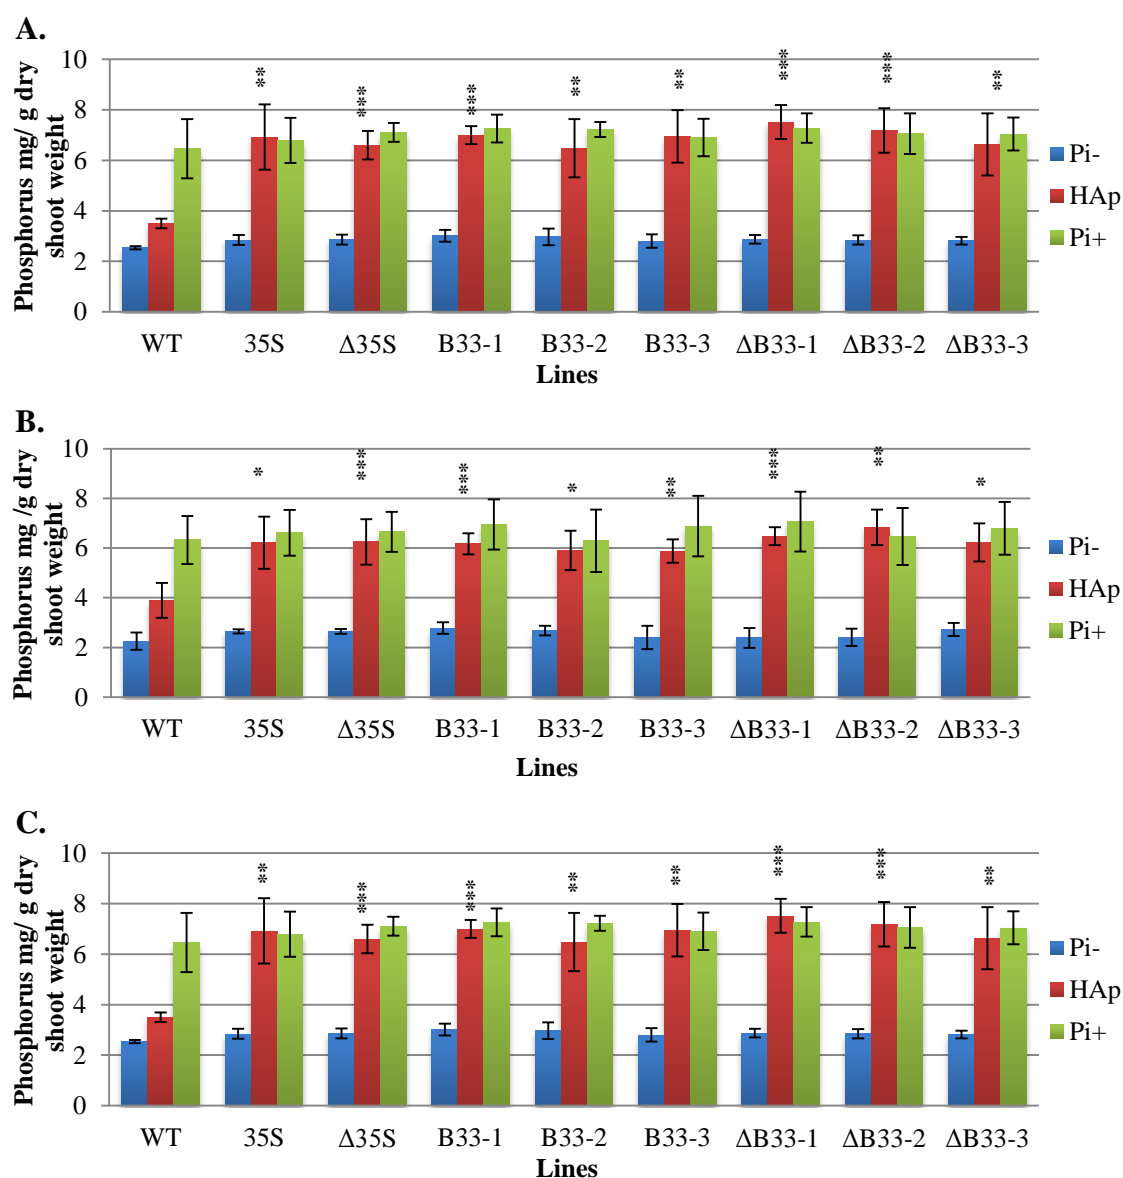 A.
Phosphorus mg/ g dry
shoot weight
10
8
6
4
2
0
** *** *** ** ** *** *** **
WT 35S Δ35S B33-1 B33-2 B33-3 ΔB33-1 ΔB33-2 ΔB33-3
Lines
Pi-
HAp
Pi+
B.
Phosphorus mg /g dry
shoot weight
10
8
6
4
2
0
* *** *** * ** *** ** *
WT 35S Δ35S B33-1 B33-2 B33-3 ΔB33-1 ΔB33-2 ΔB33-3
Lines
Pi-
HAp
Pi+
C.
Phosphorus mg/ g dry
shoot weight
10
8
6
4
2
0
** *** *** ** ** *** *** **
WT 35S Δ35S B33-1 B33-2 B33-3 ΔB33-1 ΔB33-2 ΔB33-3
Lines
Pi-
HAp
Pi+